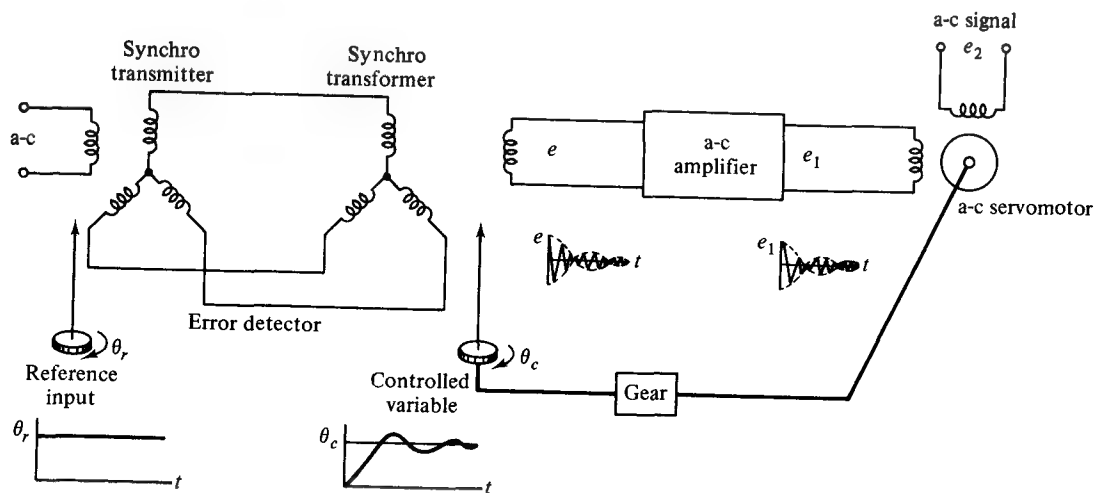 a-c signal
e2
Synchro
transmitter
Synchro
transformer
a-c
e
a-c
amplifier
e1
a-c servomotor
e
t
e1
t
Error detector
θr
θc
Reference
input
Controlled
variable
Gear
θr
t
θc
t